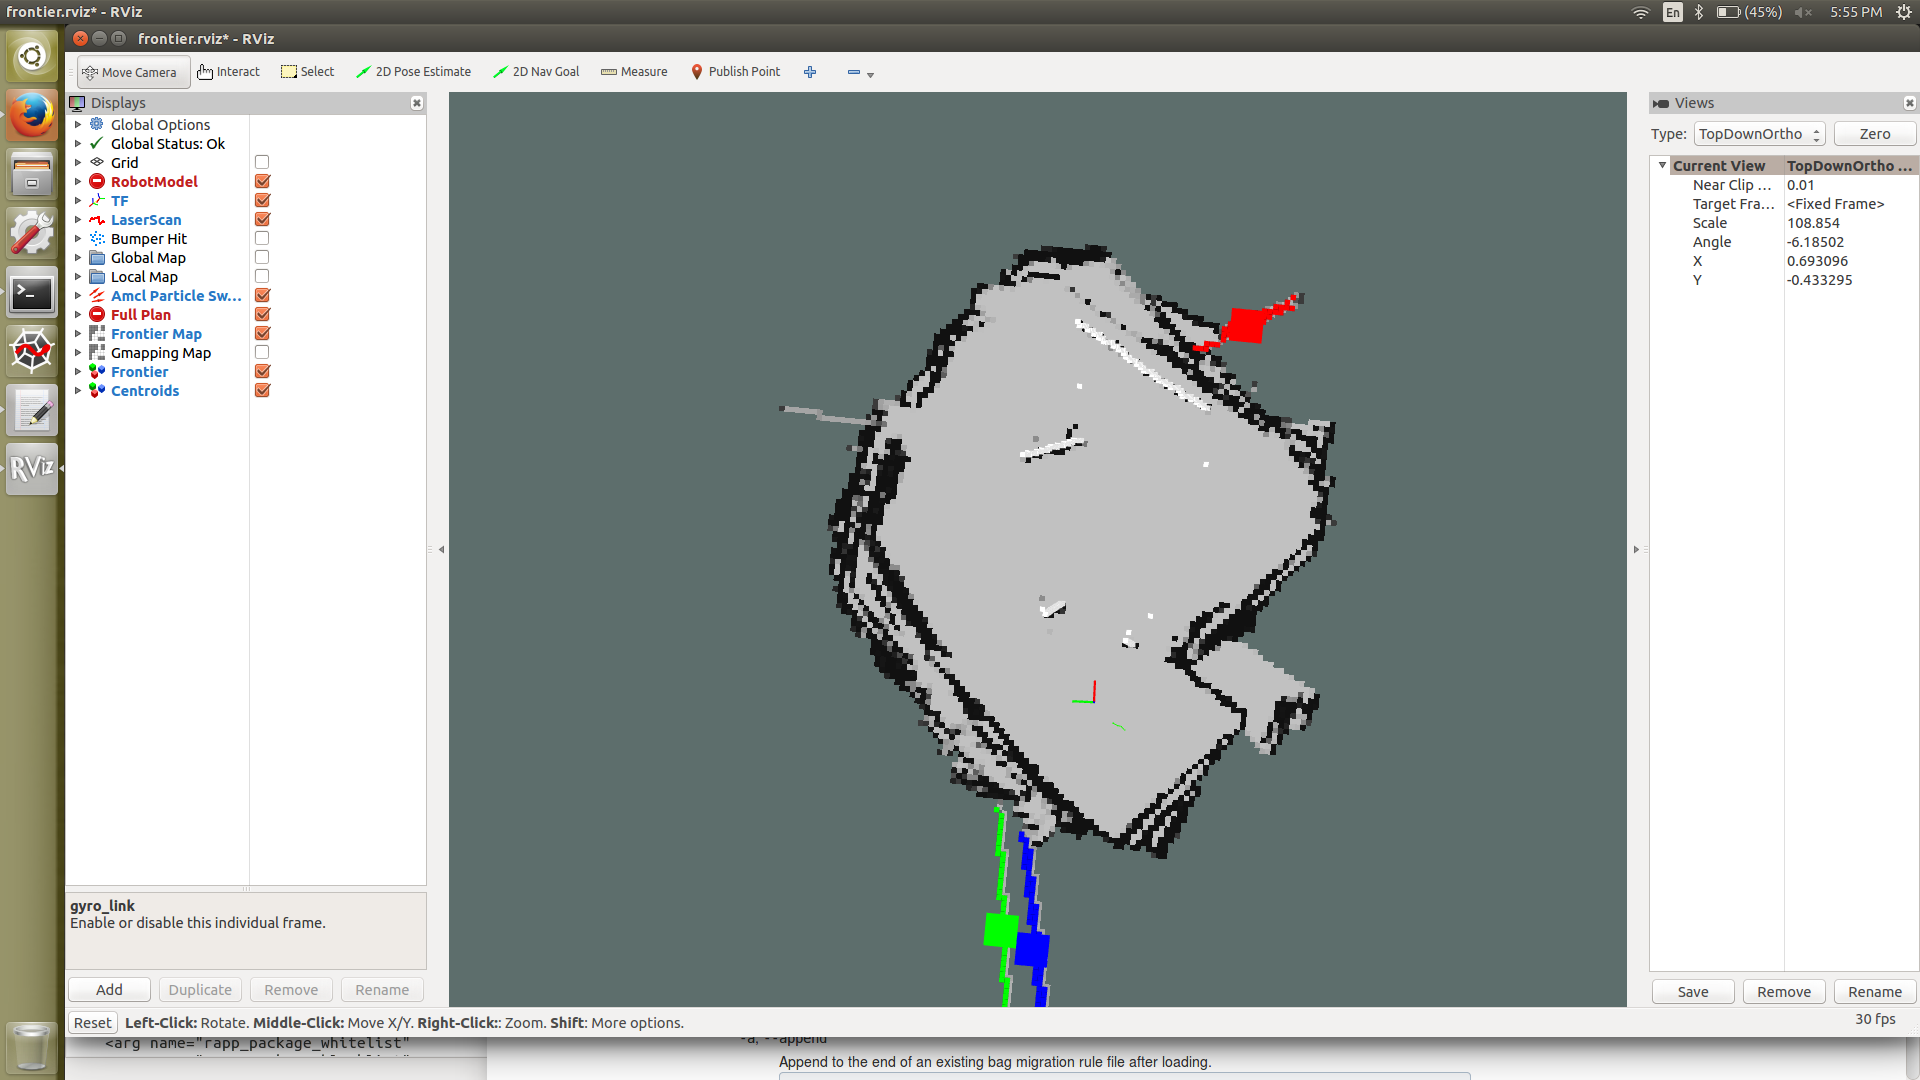 frontier.rviz* - RViz
En (45%) 5:55 PM
frontier.rviz* - RViz
Move Camera Interact Select 2D Pose Estimate 2D Nav Goal Measure Publish Point
Displays
Global Options
Global Status: Ok
Grid
RobotModel
TF
LaserScan
Bumper Hit
Global Map
Local Map
Amcl Particle Sw...
Full Plan
Frontier Map
Gmapping Map
Frontier
Centroids
gyro_link
Enable or disable this individual frame.
Add Duplicate Remove Rename
Views
Type: TopDownOrtho Zero
Current View TopDownOrtho ...
Near Clip ... 0.01
Target Fra... <Fixed Frame>
Scale 108.854
Angle -6.18502
X 0.693096
Y -0.433295
Save Remove Rename
RViz
Reset Left-Click: Rotate. Middle-Click: Move X/Y. Right-Click:: Zoom. Shift: More options.
30 fps
<arg name="rapp_package_whitelist"
-a, --append
Append to the end of an existing bag migration rule file after loading.